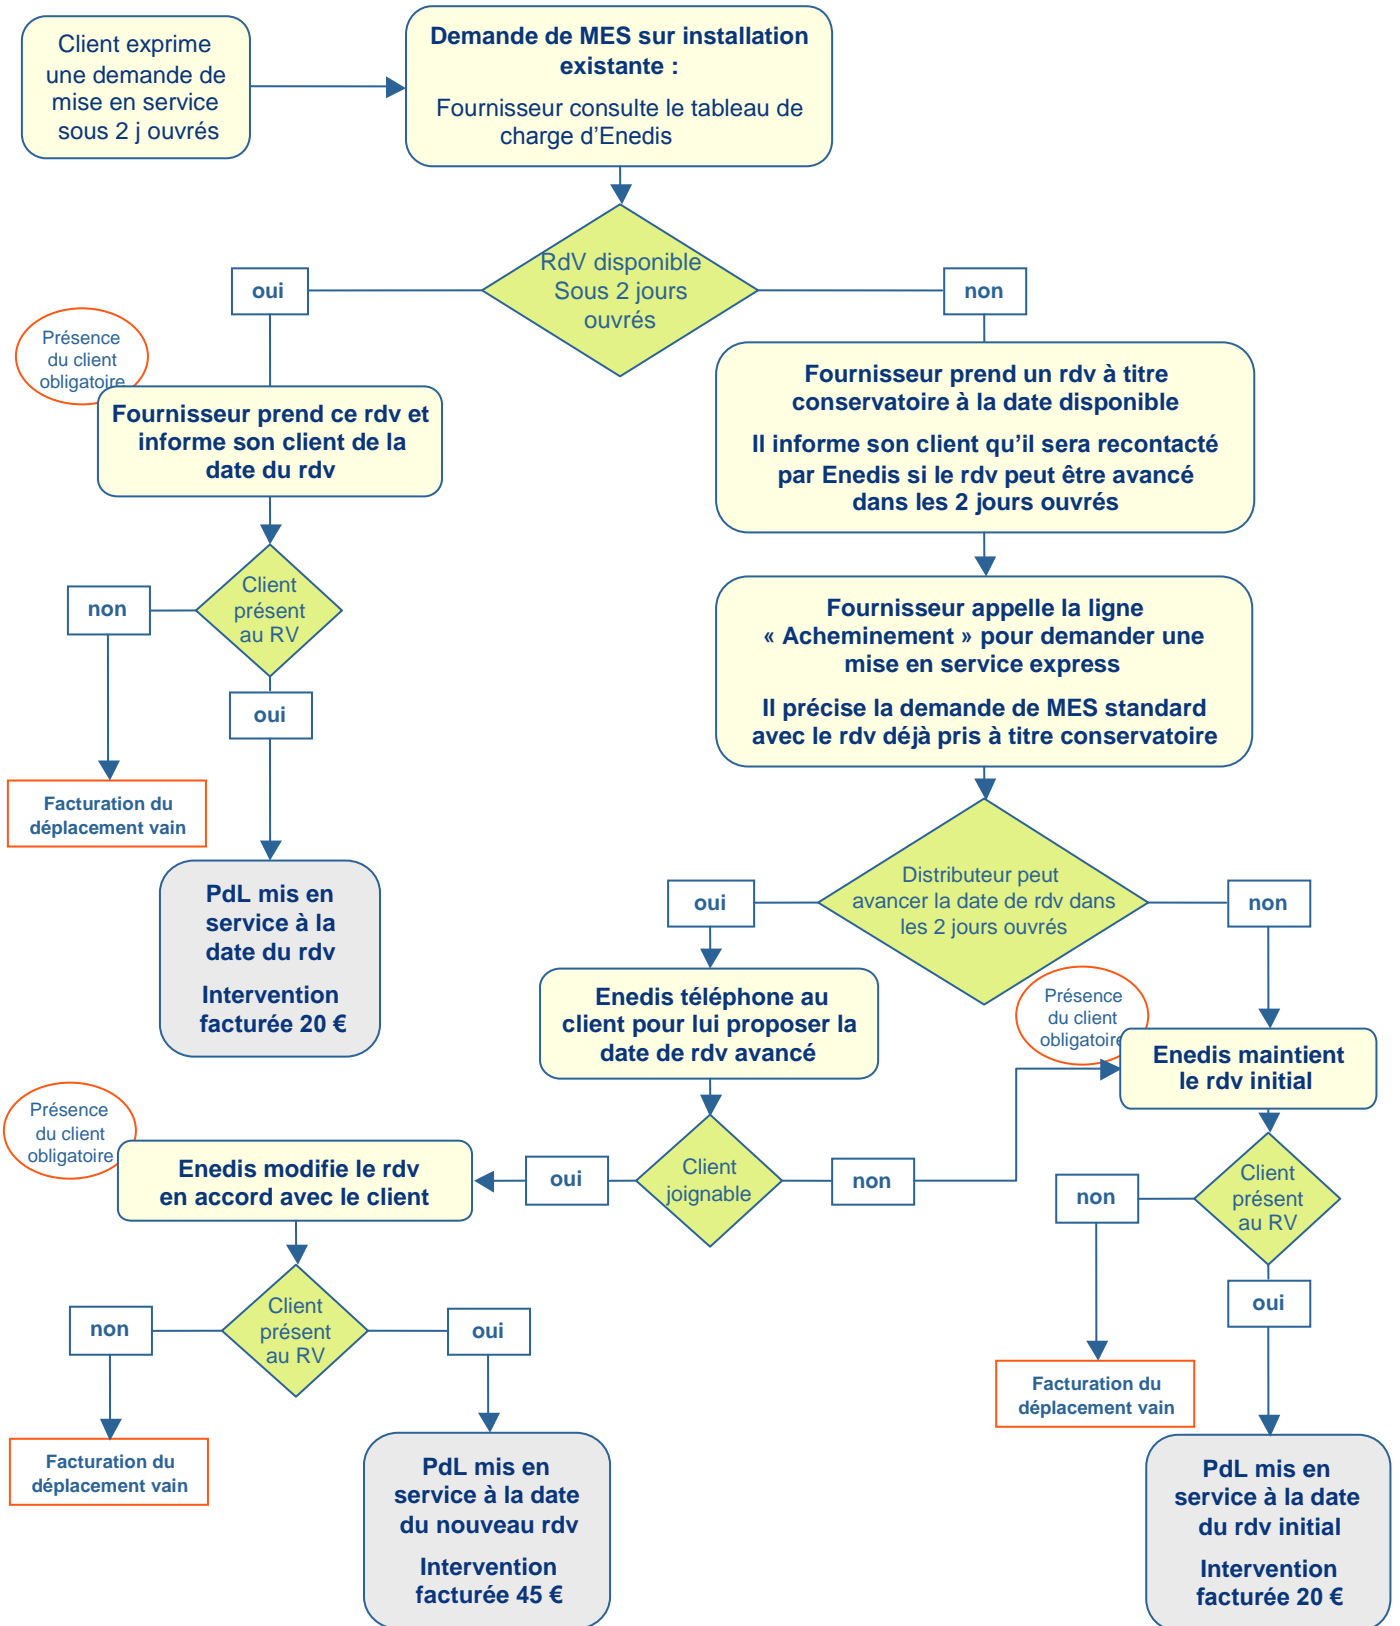 Client exprime
une demande de
mise en service
sous 2 j ouvrés
Demande de MES sur installation
existante :
Fournisseur consulte le tableau de
charge d’Enedis
RdV disponible
Sous 2 jours
ouvrés
oui
non
Présence
du client
obligatoire
Fournisseur prend ce rdv et
informe son client de la
date du rdv
Fournisseur prend un rdv à titre
conservatoire à la date disponible
Il informe son client qu’il sera recontacté
par Enedis si le rdv peut être avancé
dans les 2 jours ouvrés
Client
présent
au RV
non
oui
Fournisseur appelle la ligne
« Acheminement » pour demander une
mise en service express
Il précise la demande de MES standard
avec le rdv déjà pris à titre conservatoire
Facturation du
déplacement vain
PdL mis en
service à la
date du rdv
Intervention
facturée 20 €
Distributeur peut
avancer la date de rdv dans
les 2 jours ouvrés
oui
non
Enedis téléphone au
client pour lui proposer la
date de rdv avancé
Présence
du client
obligatoire
Enedis maintient
le rdv initial
Présence
du client
obligatoire
Enedis modifie le rdv
en accord avec le client
oui
Client
joignable
non
non
Client
présent
au RV
oui
non
Client
présent
au RV
oui
Facturation du
déplacement vain
Facturation du
déplacement vain
PdL mis en
service à la date
du nouveau rdv
Intervention
facturée 45 €
PdL mis en
service à la date
du rdv initial
Intervention
facturée 20 €